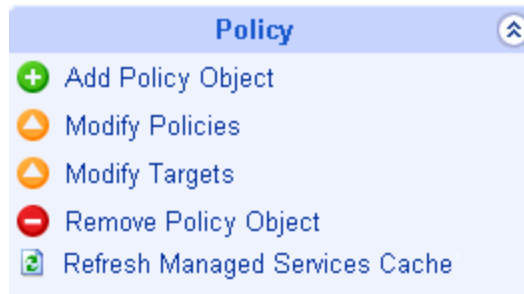 Policy
Add Policy Object
Modify Policies
Modify Targets
Remove Policy Object
Refresh Managed Services Cache